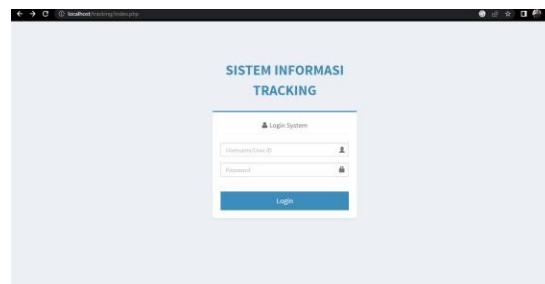 localhost/tracking/index.php
SISTEM INFORMASI
TRACKING
Login System
Username/User ID
Password
Login